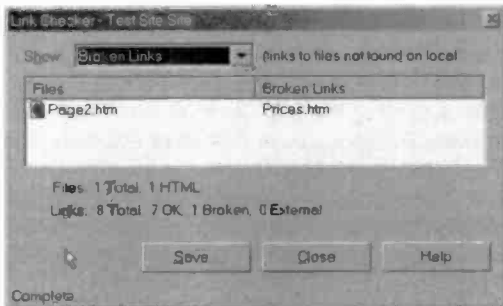 Link Checker - Test Site Site
Show: Broken Links (links to files not found on local
Files Broken Links
Page2.htm Prices.htm
Files: 1 Total, 1 HTML
Links: 8 Total, 7 OK, 1 Broken, 0 External
Save Close Help
Complete.